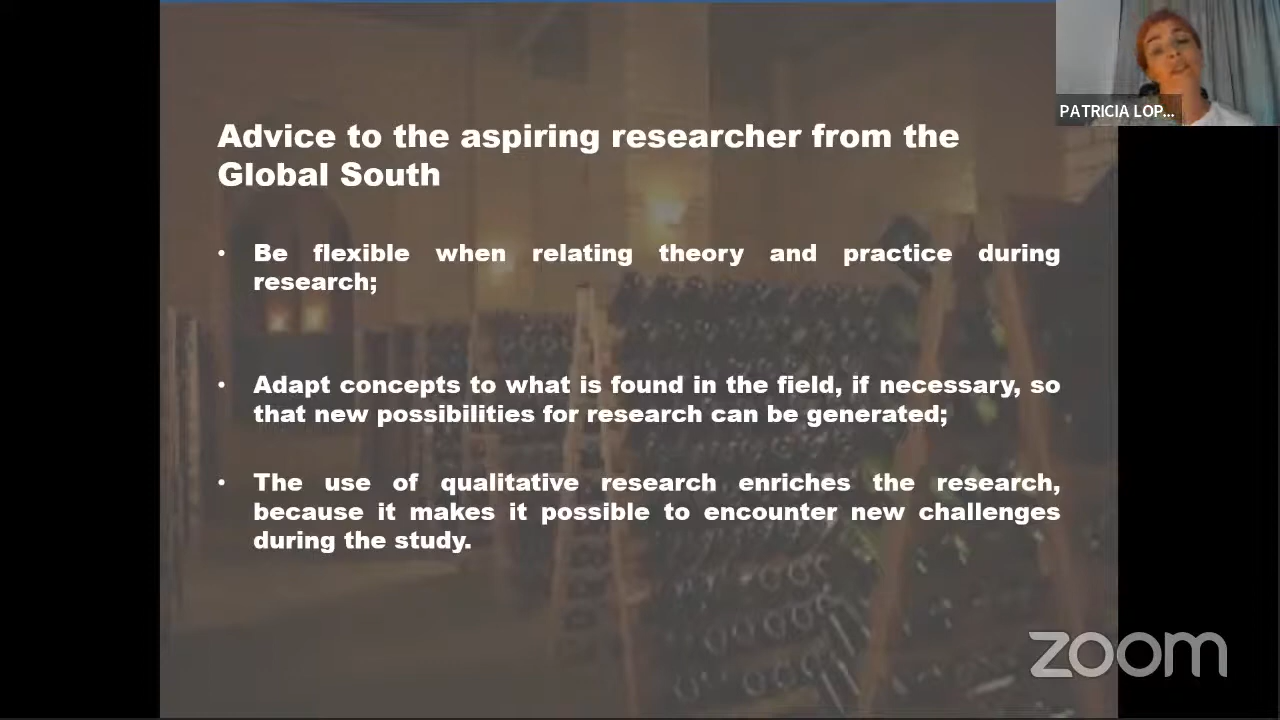 PATRICIA LOP...
Advice to the aspiring researcher from the
Global South
• Be flexible when relating theory and practice during
research;
• Adapt concepts to what is found in the field, if necessary, so
that new possibilities for research can be generated;
• The use of qualitative research enriches the research,
because it makes it possible to encounter new challenges
during the study.
zoom